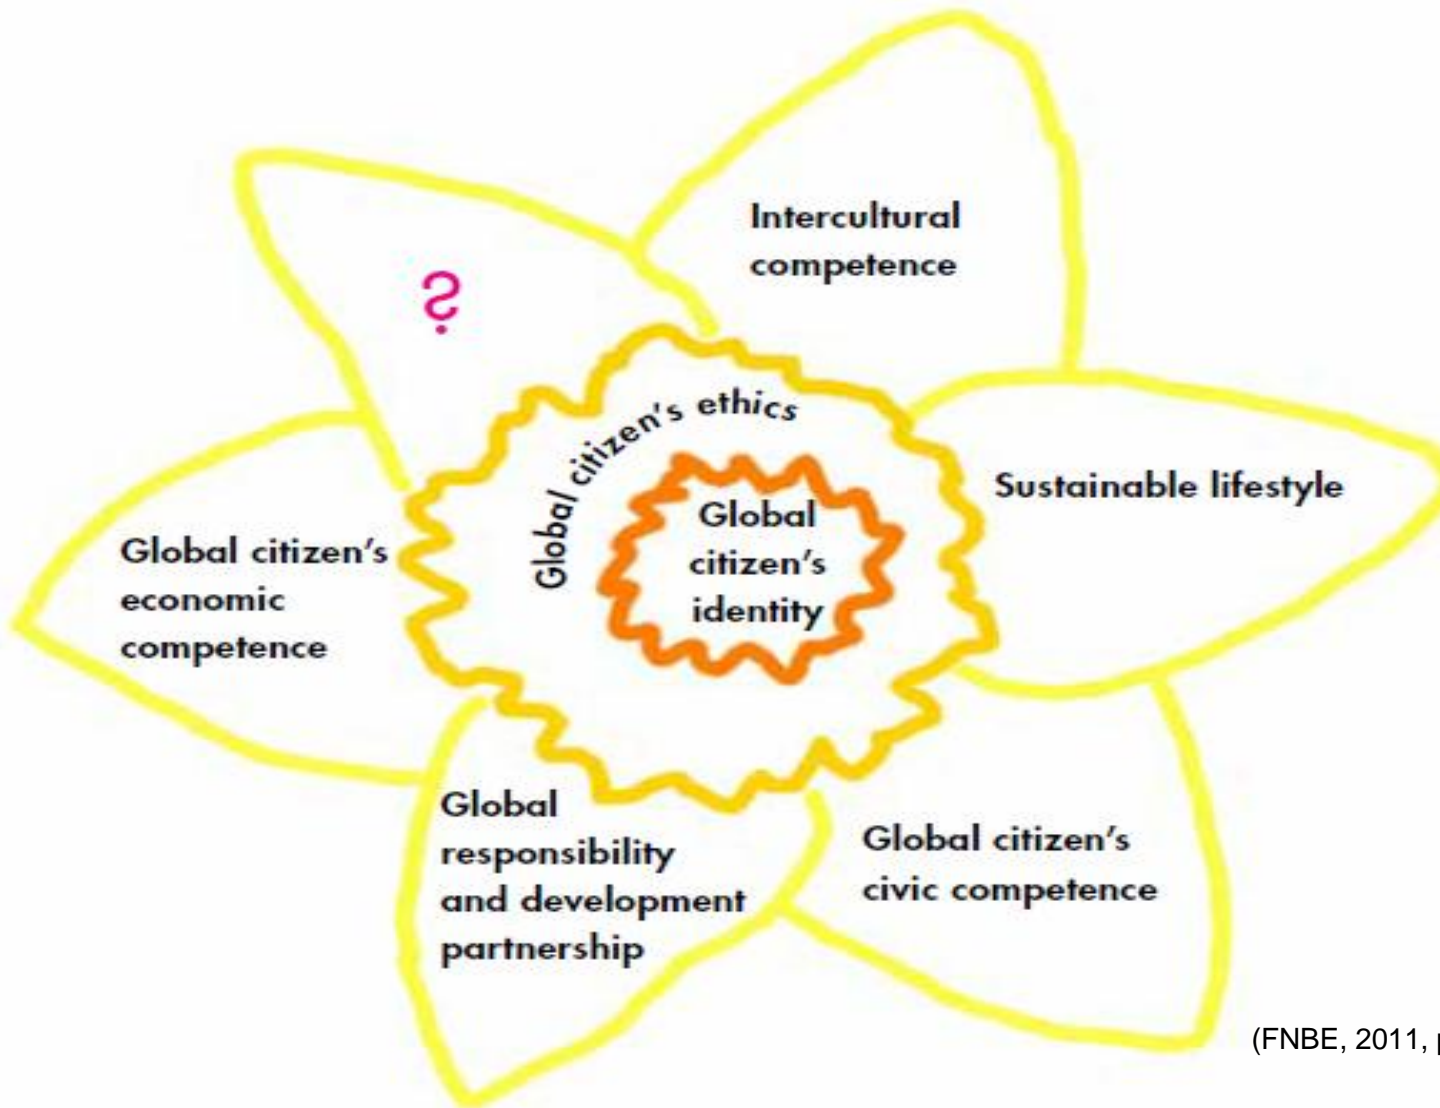 Intercultural
competence
?
Global citizen's ethics
Global
citizen's
identity
Sustainable lifestyle
Global citizen's
economic
competence
Global
responsibility
and development
partnership
Global citizen's
civic competence
(FNBE, 2011, p